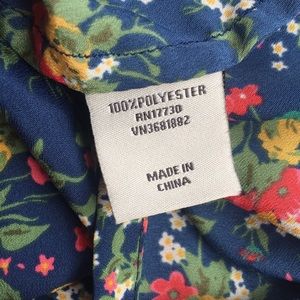 100%POLYESTER
RN17730
VN3681882
MADE IN
CHINA